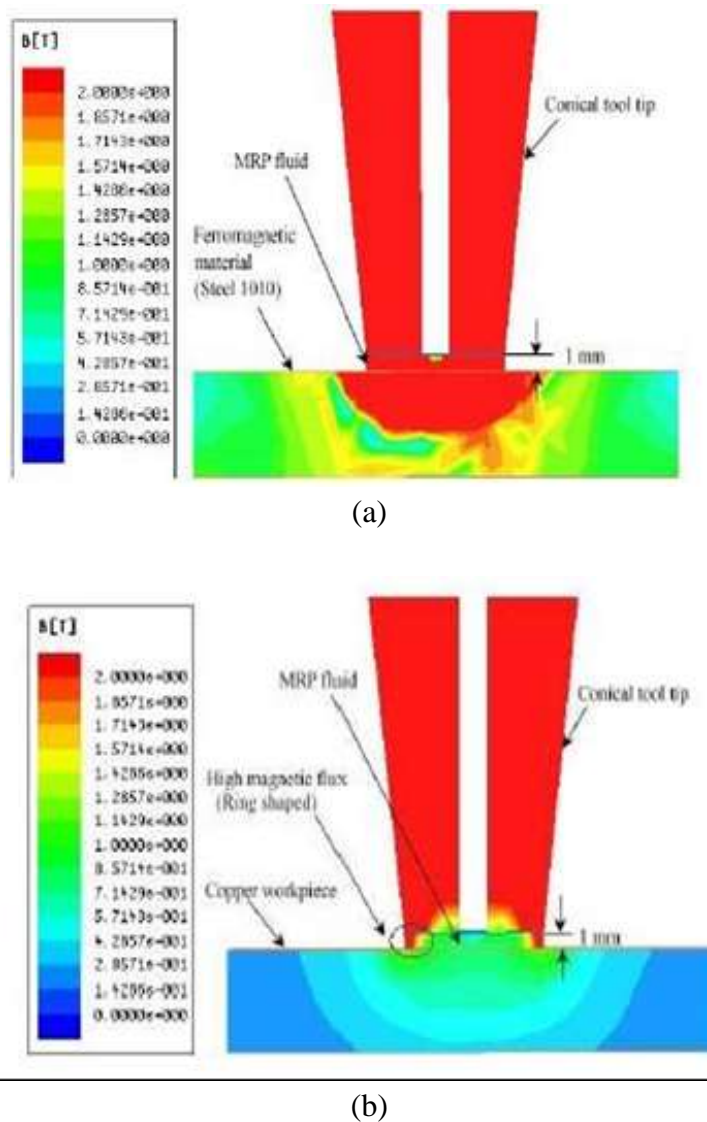 B[T]
2.0000e+000
1.8571e+000
1.7143e+000
1.5714e+000
1.4286e+000
1.2857e+000
1.1429e+000
1.0000e+000
8.5714e-001
7.1429e-001
5.7143e-001
4.2857e-001
2.8571e-001
1.4286e-001
0.0000e+000
Conical tool tip
MRP fluid
Ferromagnetic
material
(Steel 1010)
1 mm
(a)
B[T]
2.0000e+000
1.8571e+000
1.7143e+000
1.5714e+000
1.4286e+000
1.2857e+000
1.1429e+000
1.0000e+000
8.5714e-001
7.1429e-001
5.7143e-001
4.2857e-001
2.8571e-001
1.4286e-001
0.0000e+000
MRP fluid
Conical tool tip
High magnetic flux
(Ring shaped)
Copper workpiece
1 mm
(b)